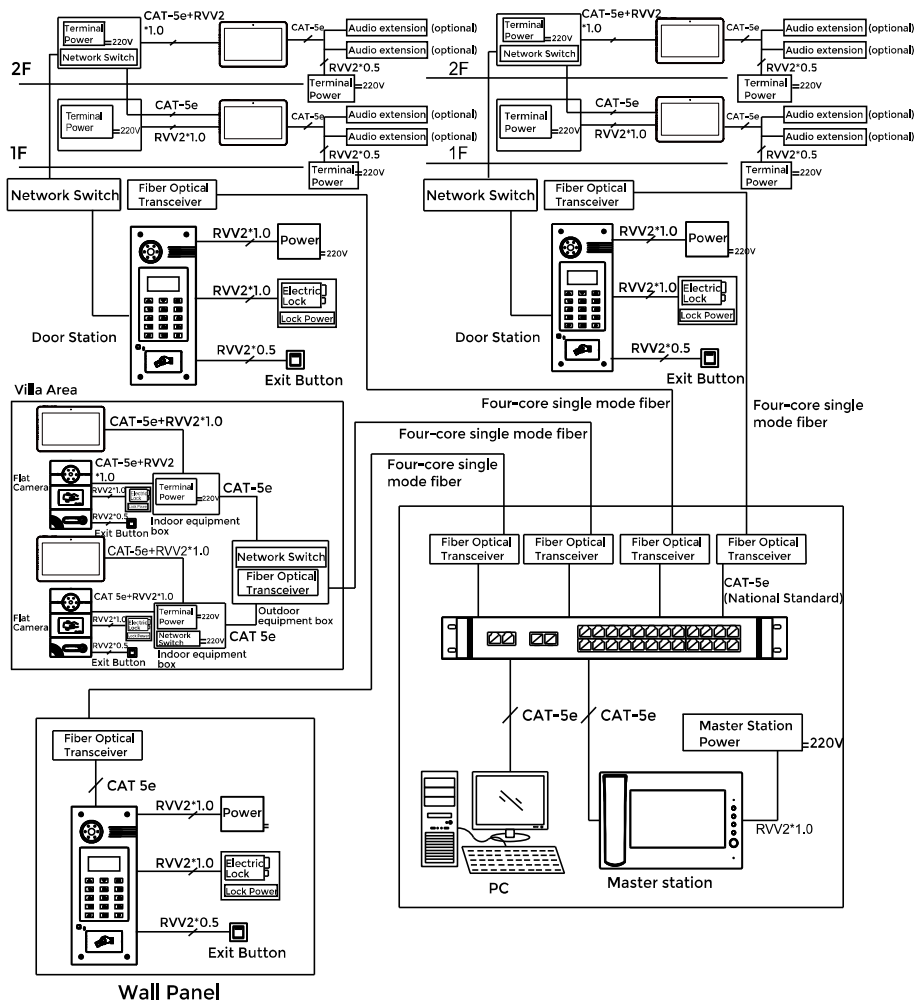 CAT-5e+RVV2
*1.0
Terminal
Power
220V
Network Switch
CAT-5e
Audio extension (optional)
Audio extension (optional)
RVV2*0.5
Terminal
Power
220V
2F
Terminal
Power
220V
CAT-5e
RVV2*1.0
CAT-5e
Audio extension (optional)
Audio extension (optional)
RVV2*0.5
Terminal
Power
220V
1F
CAT-5e+RVV2
*1.0
Terminal
Power
220V
Network Switch
CAT-5e
Audio extension (optional)
Audio extension (optional)
RVV2*0.5
Terminal
Power
220V
2F
Terminal
Power
220V
CAT-5e
RVV2*1.0
CAT-5e
Audio extension (optional)
Audio extension (optional)
RVV2*0.5
Terminal
Power
220V
1F
Network Switch
Fiber Optical
Transceiver
RVV2*1.0
Power
220V
RVV2*1.0
Electric
Lock
Lock Power
Door Station
RVV2*0.5
Exit Button
Network Switch
Fiber Optical
Transceiver
RVV2*1.0
Power
220V
RVV2*1.0
Electric
Lock
Lock Power
Door Station
RVV2*0.5
Exit Button
Four-core single mode fiber
Four-core single
mode fiber
Four-core single mode fiber
Four-core single
mode fiber
Villa Area
CAT-5e+RVV2*1.0
Flat
Camera
CAT-5e+RVV2
*1.0
RVV2*1.0
Electric
Lock
Lock Power
Terminal
Power
220V
CAT-5e
RVV2*0.5
Exit Button
Indoor equipment
box
CAT-5e+RVV2*1.0
Network Switch
Fiber Optical
Transceiver
Outdoor
equipment box
Flat
Camera
CAT 5e+RVV2*1.0
RVV2*1.0
Electric
Lock
Lock Power
Terminal
Power
220V
Network
Switch
220V
CAT 5e
RVV2*0.5
Exit Button
Indoor equipment
box
Fiber Optical
Transceiver
Fiber Optical
Transceiver
Fiber Optical
Transceiver
Fiber Optical
Transceiver
CAT-5e
(National Standard)
CAT-5e
CAT-5e
Master Station
Power
220V
RVV2*1.0
PC
Master station
Fiber Optical
Transceiver
CAT 5e
RVV2*1.0
Power
RVV2*1.0
Electric
Lock
Lock Power
RVV2*0.5
Exit Button
Wall Panel